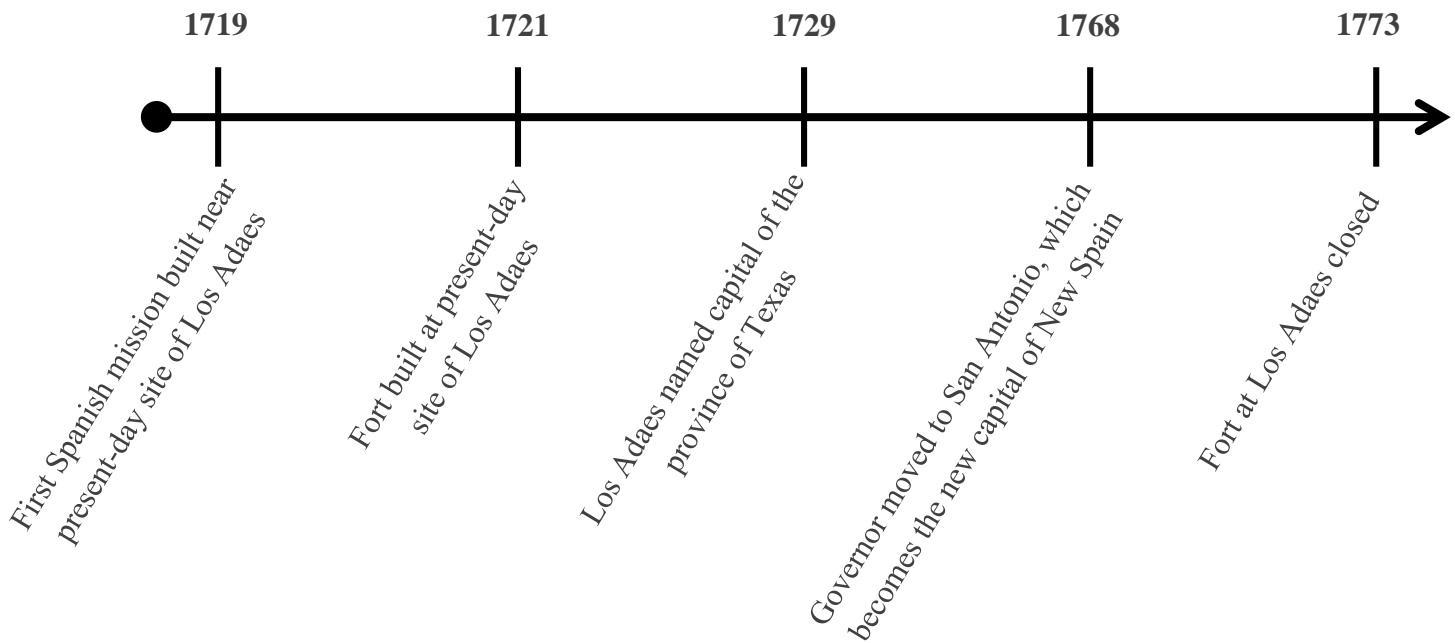 1719
1721
1729
1768
1773
First Spanish mission built near
present-day site of Los Adaes
Fort built at present-day
site of Los Adaes
Los Adaes named capital of the
province of Texas
Governor moved to San Antonio, which
becomes the new capital of New Spain
Fort at Los Adaes closed